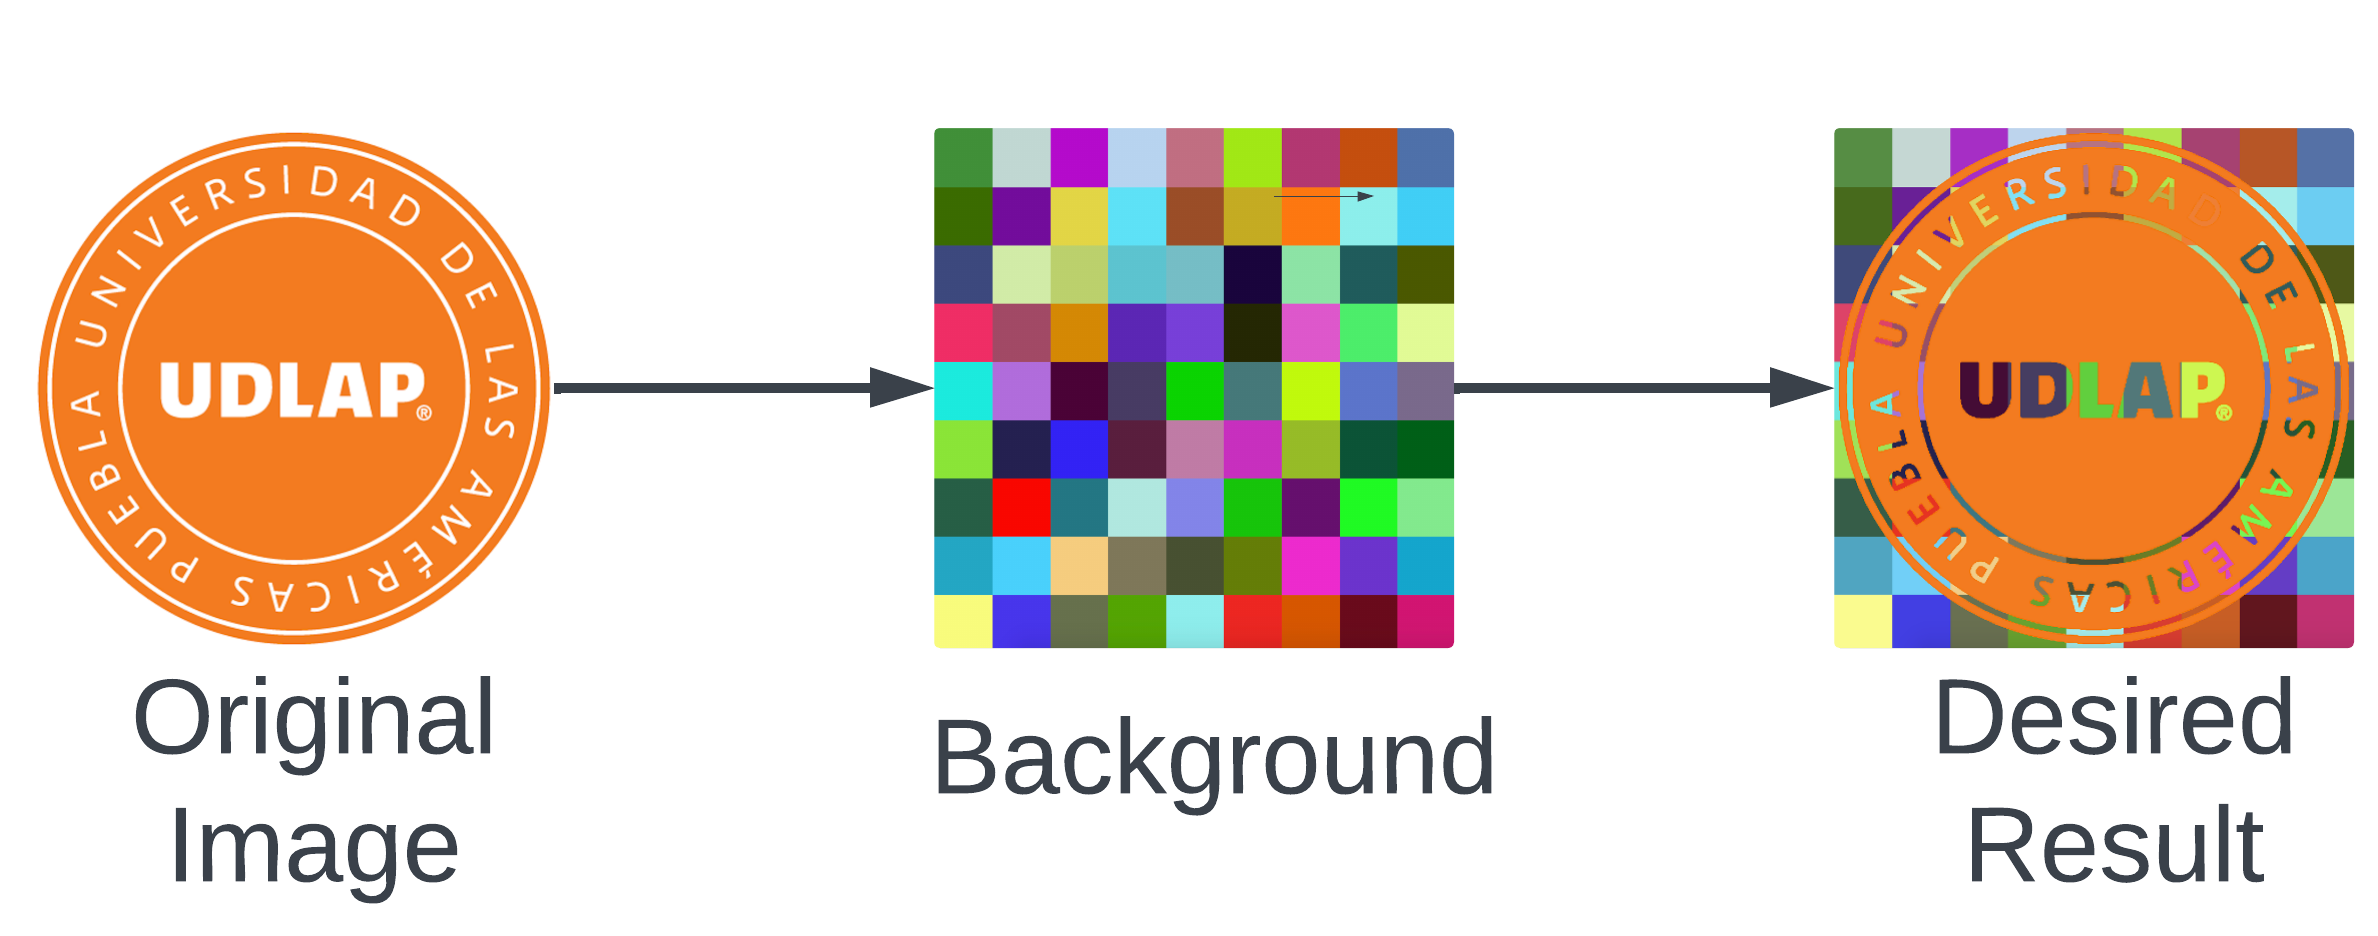 UNIVERSIDAD DE LAS AMÉRICAS PUEBLA
UDLAP®
Original
Image
Background
UNIVERSIDAD DE LAS AMÉRICAS PUEBLA
UDLAP®
Desired
Result